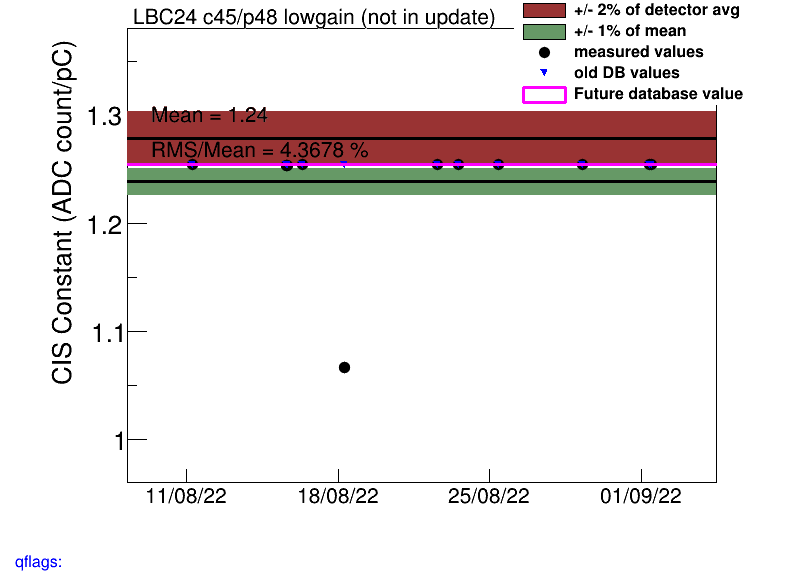 LBC24 c45/p48 lowgain (not in update)
+/- 2% of detector avg
+/- 1% of mean
measured values
old DB values
Future database value
CIS Constant (ADC count/pC)
Mean = 1.24
RMS/Mean = 4.3678 %
1.3
1.2
1.1
1
11/08/22
18/08/22
25/08/22
01/09/22
qflags: